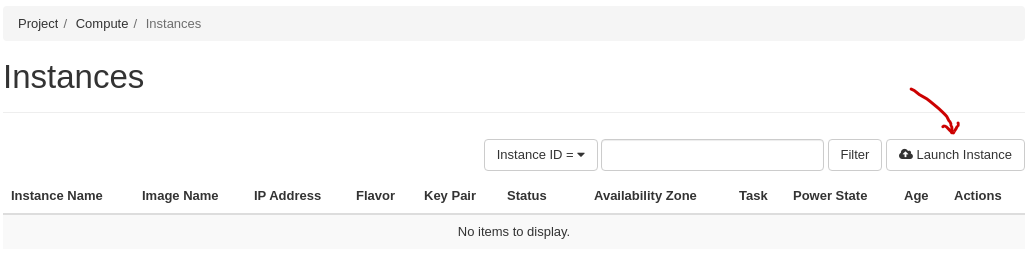 Project / Compute / Instances
Instances
Instance ID = Filter Launch Instance
Instance Name Image Name IP Address Flavor Key Pair Status Availability Zone Task Power State Age Actions
No items to display.